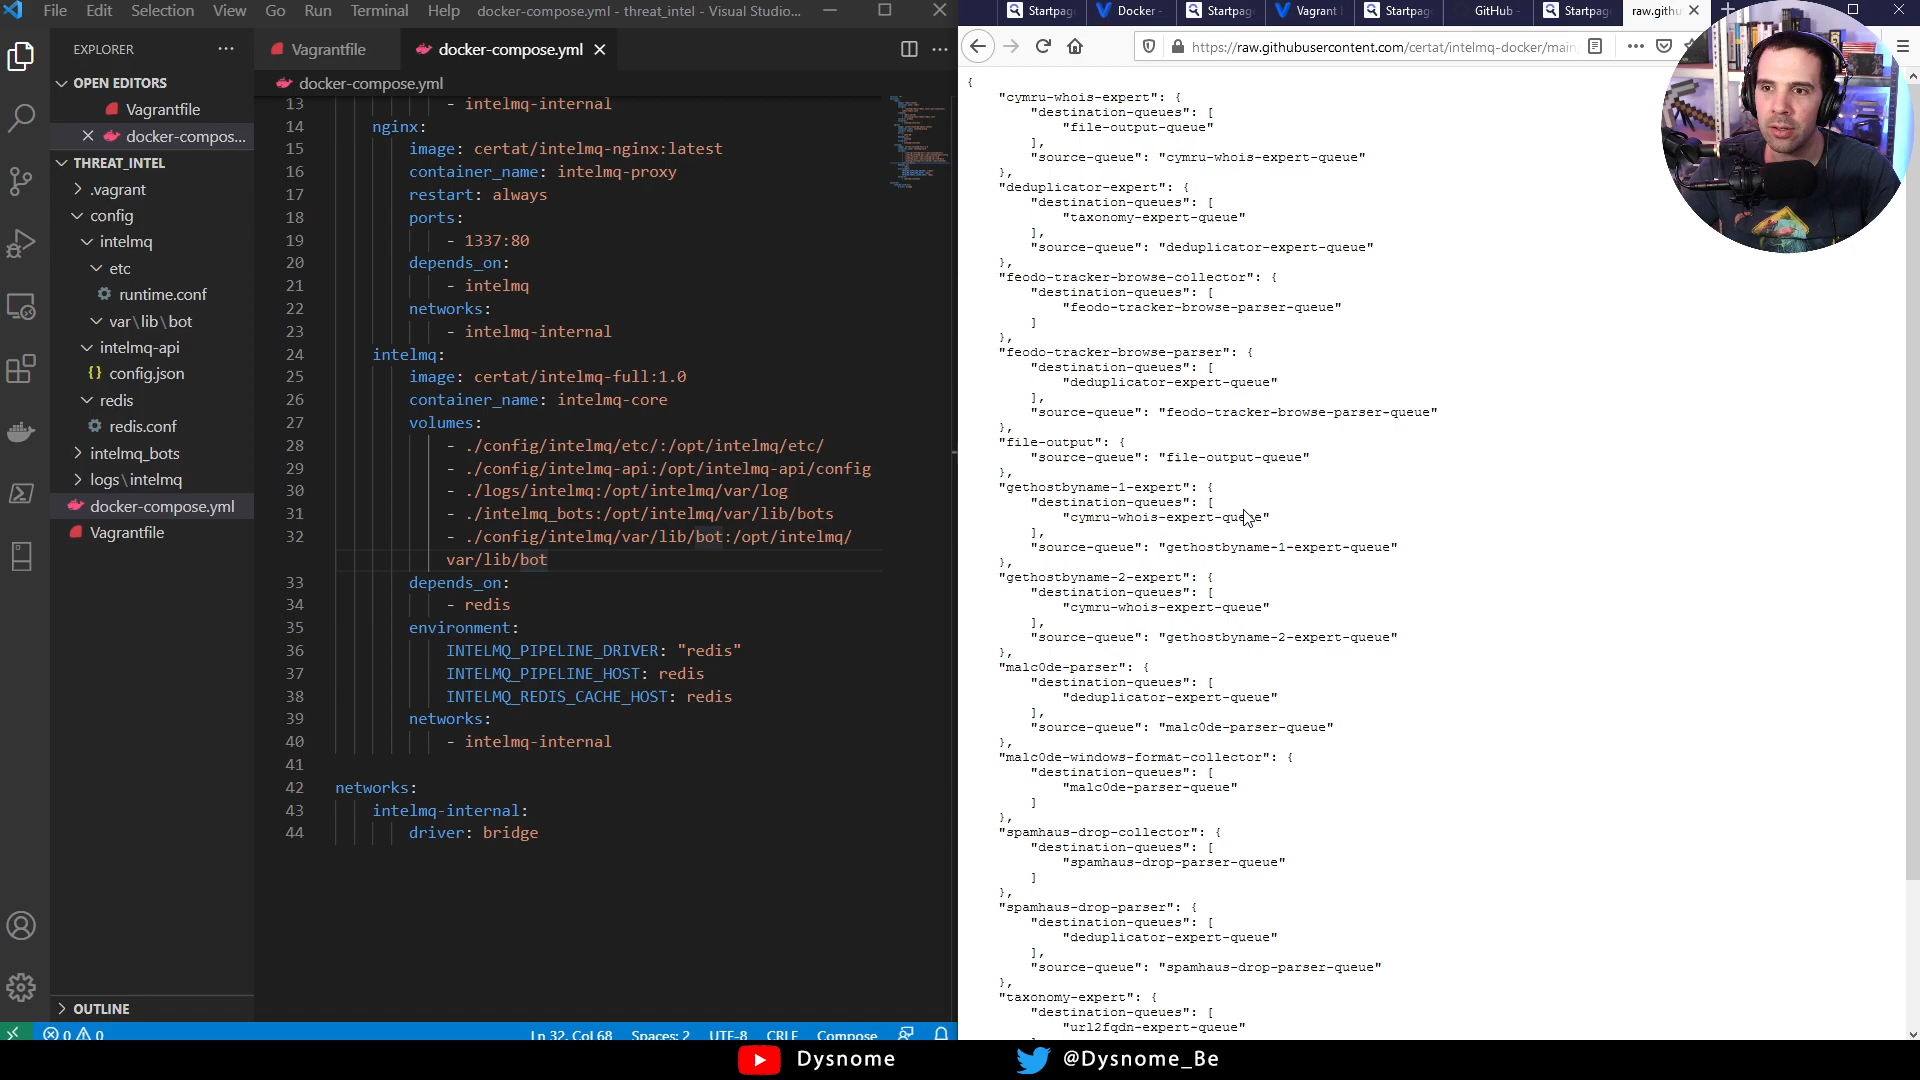 File Edit Selection View Go Run Terminal Help docker-compose.yml - threat_intel - Visual Studio...
EXPLORER
OPEN EDITORS
Vagrantfile
docker-compos...
THREAT_INTEL
.vagrant
config
intelmq
etc
runtime.conf
var\lib\bot
intelmq-api
{} config.json
redis
redis.conf
intelmq_bots
logs\intelmq
docker-compose.yml
Vagrantfile
OUTLINE
Vagrantfile docker-compose.yml
docker-compose.yml
13 - intelmq-internal
14 nginx:
15 image: certat/intelmq-nginx:latest
16 container_name: intelmq-proxy
17 restart: always
18 ports:
19 - 1337:80
20 depends_on:
21 - intelmq
22 networks:
23 - intelmq-internal
24 intelmq:
25 image: certat/intelmq-full:1.0
26 container_name: intelmq-core
27 volumes:
28 - ./config/intelmq/etc/:/opt/intelmq/etc/
29 - ./config/intelmq-api:/opt/intelmq-api/config
30 - ./logs/intelmq:/opt/intelmq/var/log
31 - ./intelmq_bots:/opt/intelmq/var/lib/bots
32 - ./config/intelmq/var/lib/bot:/opt/intelmq/
var/lib/bot
33 depends_on:
34 - redis
35 environment:
36 INTELMQ_PIPELINE_DRIVER: "redis"
37 INTELMQ_PIPELINE_HOST: redis
38 INTELMQ_REDIS_CACHE_HOST: redis
39 networks:
40 - intelmq-internal
41
42 networks:
43 intelmq-internal:
44 driver: bridge
0 0 Ln 32, Col 68 Spaces: 2 UTF-8 CRLF Compose
Startpag Docker - Startpag Vagrant Startpag GitHub - Startpag raw.githu
https://raw.githubusercontent.com/certat/intelmq-docker/main
{
"cymru-whois-expert": {
"destination-queues": [
"file-output-queue"
],
"source-queue": "cymru-whois-expert-queue"
},
"deduplicator-expert": {
"destination-queues": [
"taxonomy-expert-queue"
],
"source-queue": "deduplicator-expert-queue"
},
"feodo-tracker-browse-collector": {
"destination-queues": [
"feodo-tracker-browse-parser-queue"
]
},
"feodo-tracker-browse-parser": {
"destination-queues": [
"deduplicator-expert-queue"
],
"source-queue": "feodo-tracker-browse-parser-queue"
},
"file-output": {
"source-queue": "file-output-queue"
},
"gethostbyname-1-expert": {
"destination-queues": [
"cymru-whois-expert-queue"
],
"source-queue": "gethostbyname-1-expert-queue"
},
"gethostbyname-2-expert": {
"destination-queues": [
"cymru-whois-expert-queue"
],
"source-queue": "gethostbyname-2-expert-queue"
},
"malc0de-parser": {
"destination-queues": [
"deduplicator-expert-queue"
],
"source-queue": "malc0de-parser-queue"
},
"malc0de-windows-format-collector": {
"destination-queues": [
"malc0de-parser-queue"
]
},
"spamhaus-drop-collector": {
"destination-queues": [
"spamhaus-drop-parser-queue"
]
},
"spamhaus-drop-parser": {
"destination-queues": [
"deduplicator-expert-queue"
],
"source-queue": "spamhaus-drop-parser-queue"
},
"taxonomy-expert": {
"destination-queues": [
"url2fqdn-expert-queue"
Dysnome @Dysnome_Be